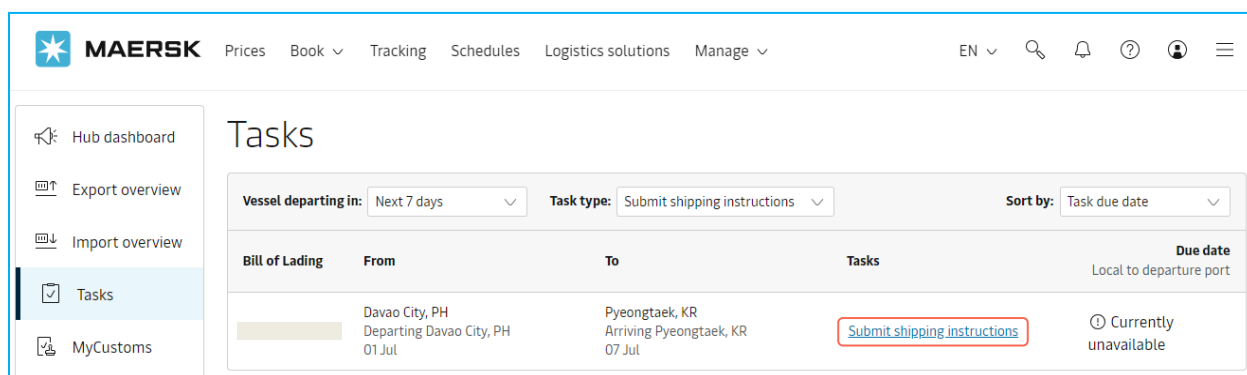 MAERSK Prices Book Tracking Schedules Logistics solutions Manage EN
Hub dashboard
Export overview
Import overview
Tasks
MyCustoms
Tasks
Vessel departing in: Next 7 days Task type: Submit shipping instructions Sort by: Task due date
Bill of Lading From To Tasks Due date
Local to departure port
Davao City, PH Pyeongtaek, KR
Departing Davao City, PH Arriving Pyeongtaek, KR Submit shipping instructions Currently
01 Jul 07 Jul unavailable